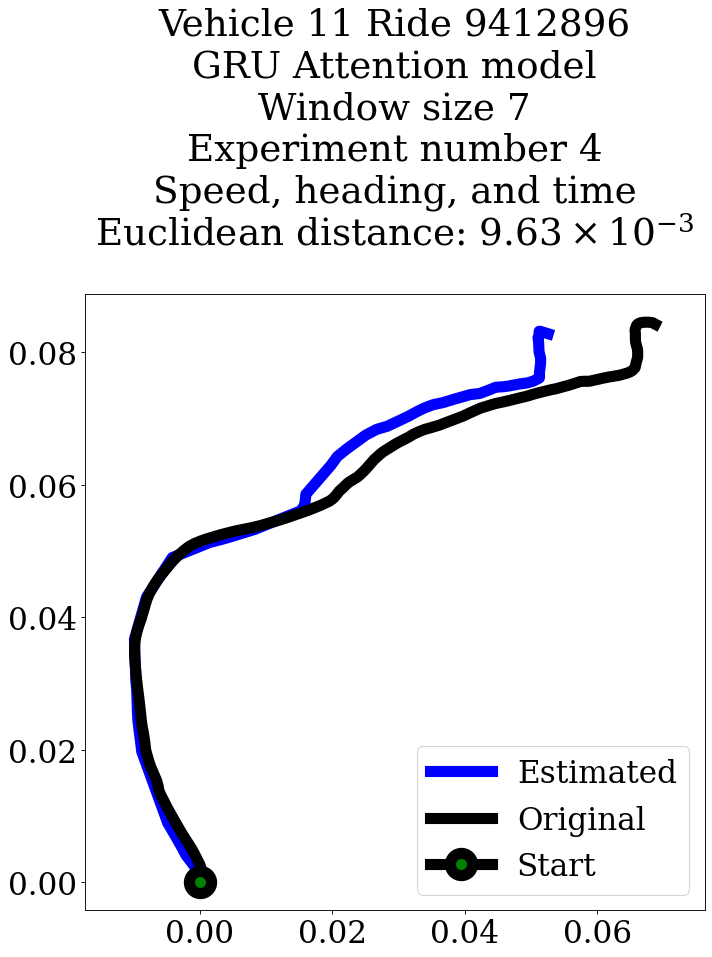 Vehicle 11 Ride 9412896
GRU Attention model
Window size 7
Experiment number 4
Speed, heading, and time
Euclidean distance: 9.63 × 10⁻³
0.08
0.06
0.04
0.02
0.00
Estimated
Original
Start
0.00 0.02 0.04 0.06